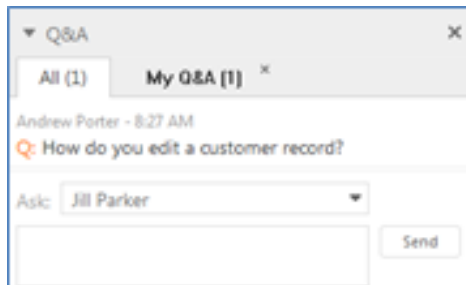 Q&A
All (1) My Q&A (1)
Andrew Porter - 8:27 AM
Q: How do you edit a customer record?
Ask: Jill Parker
Send